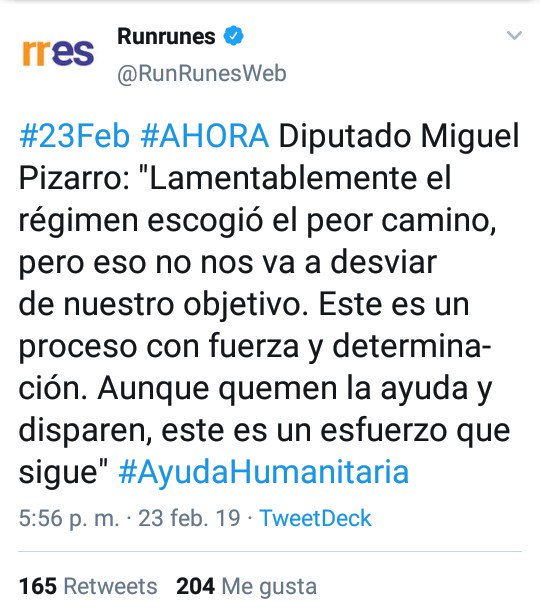 rres
Runrunes
@RunRunesWeb
#23Feb #AHORA Diputado Miguel
Pizarro: "Lamentablemente el
régimen escogió el peor camino,
pero eso no nos va a desviar
de nuestro objetivo. Este es un
proceso con fuerza y determina-
ción. Aunque quemen la ayuda y
disparen, este es un esfuerzo que
sigue" #AyudaHumanitaria
5:56 p. m. · 23 feb. 19 · TweetDeck
165 Retweets 204 Me gusta